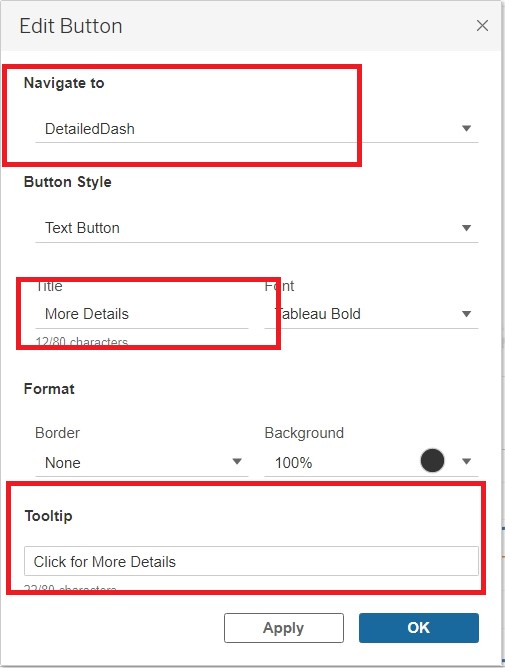 Edit Button
Navigate to
DetailedDash
Button Style
Text Button
Title Font
More Details Tableau Bold
12/80 characters
Format
Border Background
None 100%
Tooltip
Click for More Details
22/80 characters
Apply OK